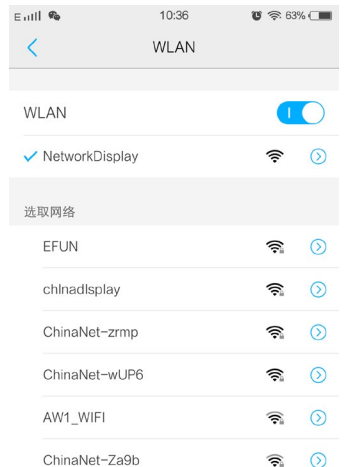 E 10:36 63%
WLAN
WLAN
NetworkDisplay
选取网络
EFUN
chInadIsplay
ChinaNet-zrmp
ChinaNet-wUP6
AW1_WIFI
ChinaNet-Za9b